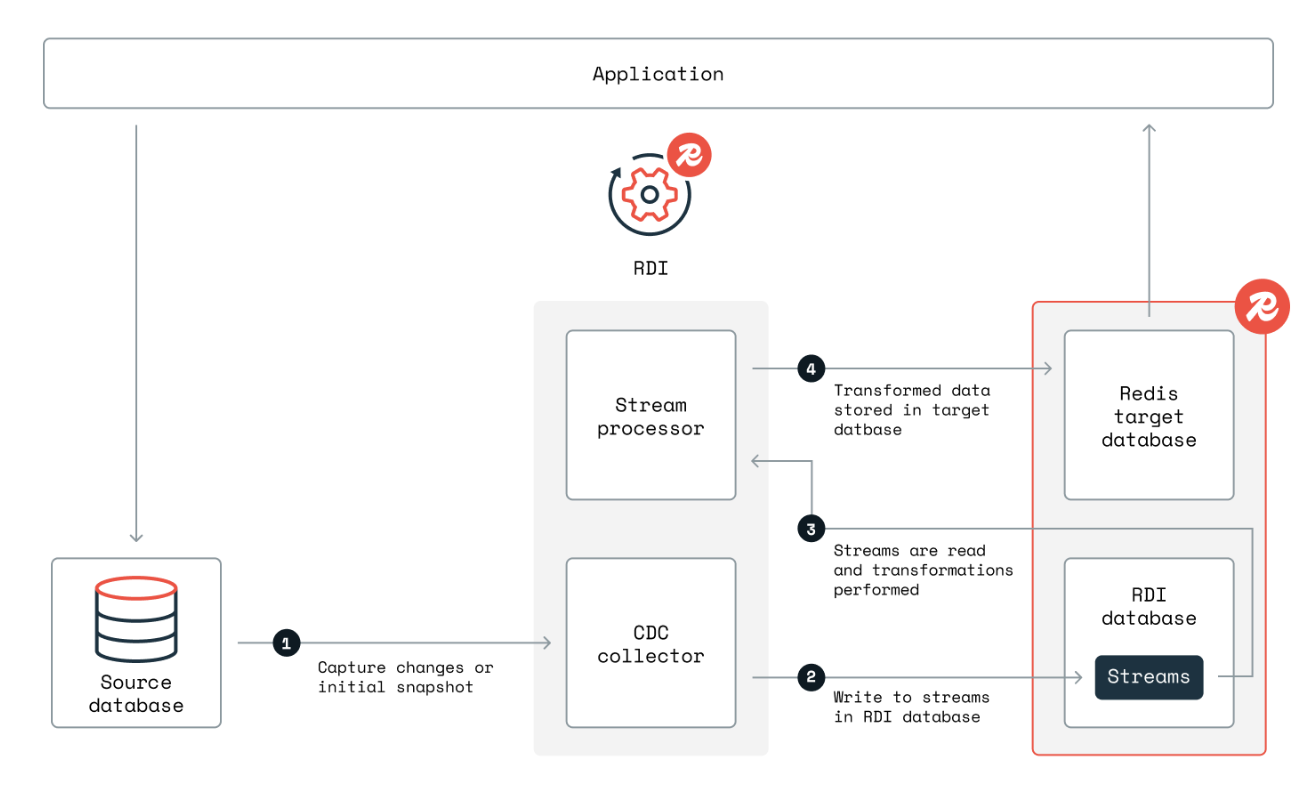 Application
RDI
Stream
processor
4
Transformed data
stored in target
datbase
Redis
target
database
3
Streams are read
and transformations
performed
Source
database
1
Capture changes or
initial snapshot
CDC
collector
2
Write to streams
in RDI database
RDI
database
Streams